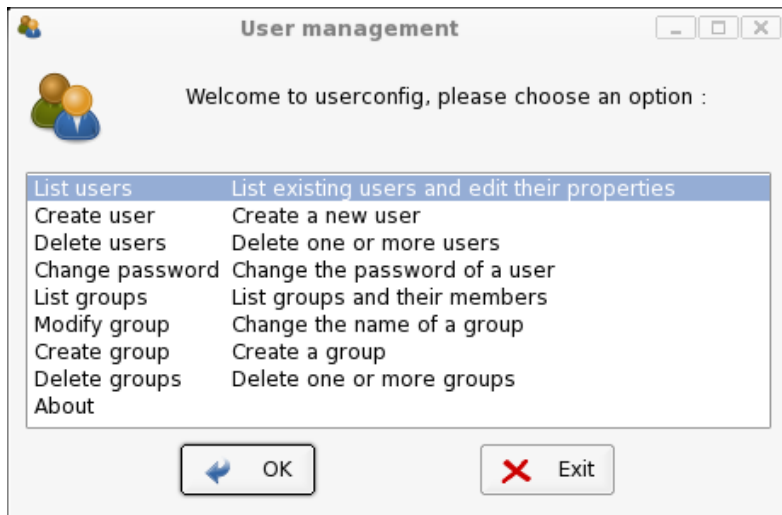 User management
Welcome to userconfig, please choose an option :
List users List existing users and edit their properties
Create user Create a new user
Delete users Delete one or more users
Change password Change the password of a user
List groups List groups and their members
Modify group Change the name of a group
Create group Create a group
Delete groups Delete one or more groups
About
OK Exit